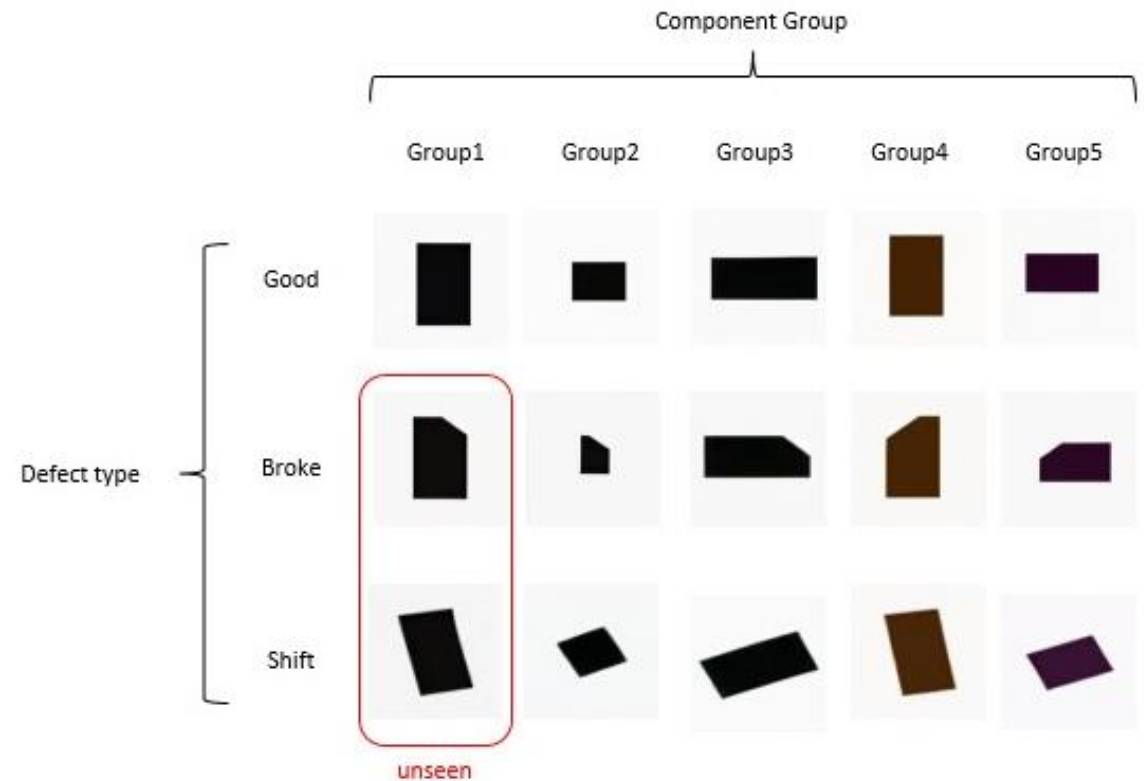 Component Group
Group1 Group2 Group3 Group4 Group5
Good
Broke
Defect type
Shift
unseen